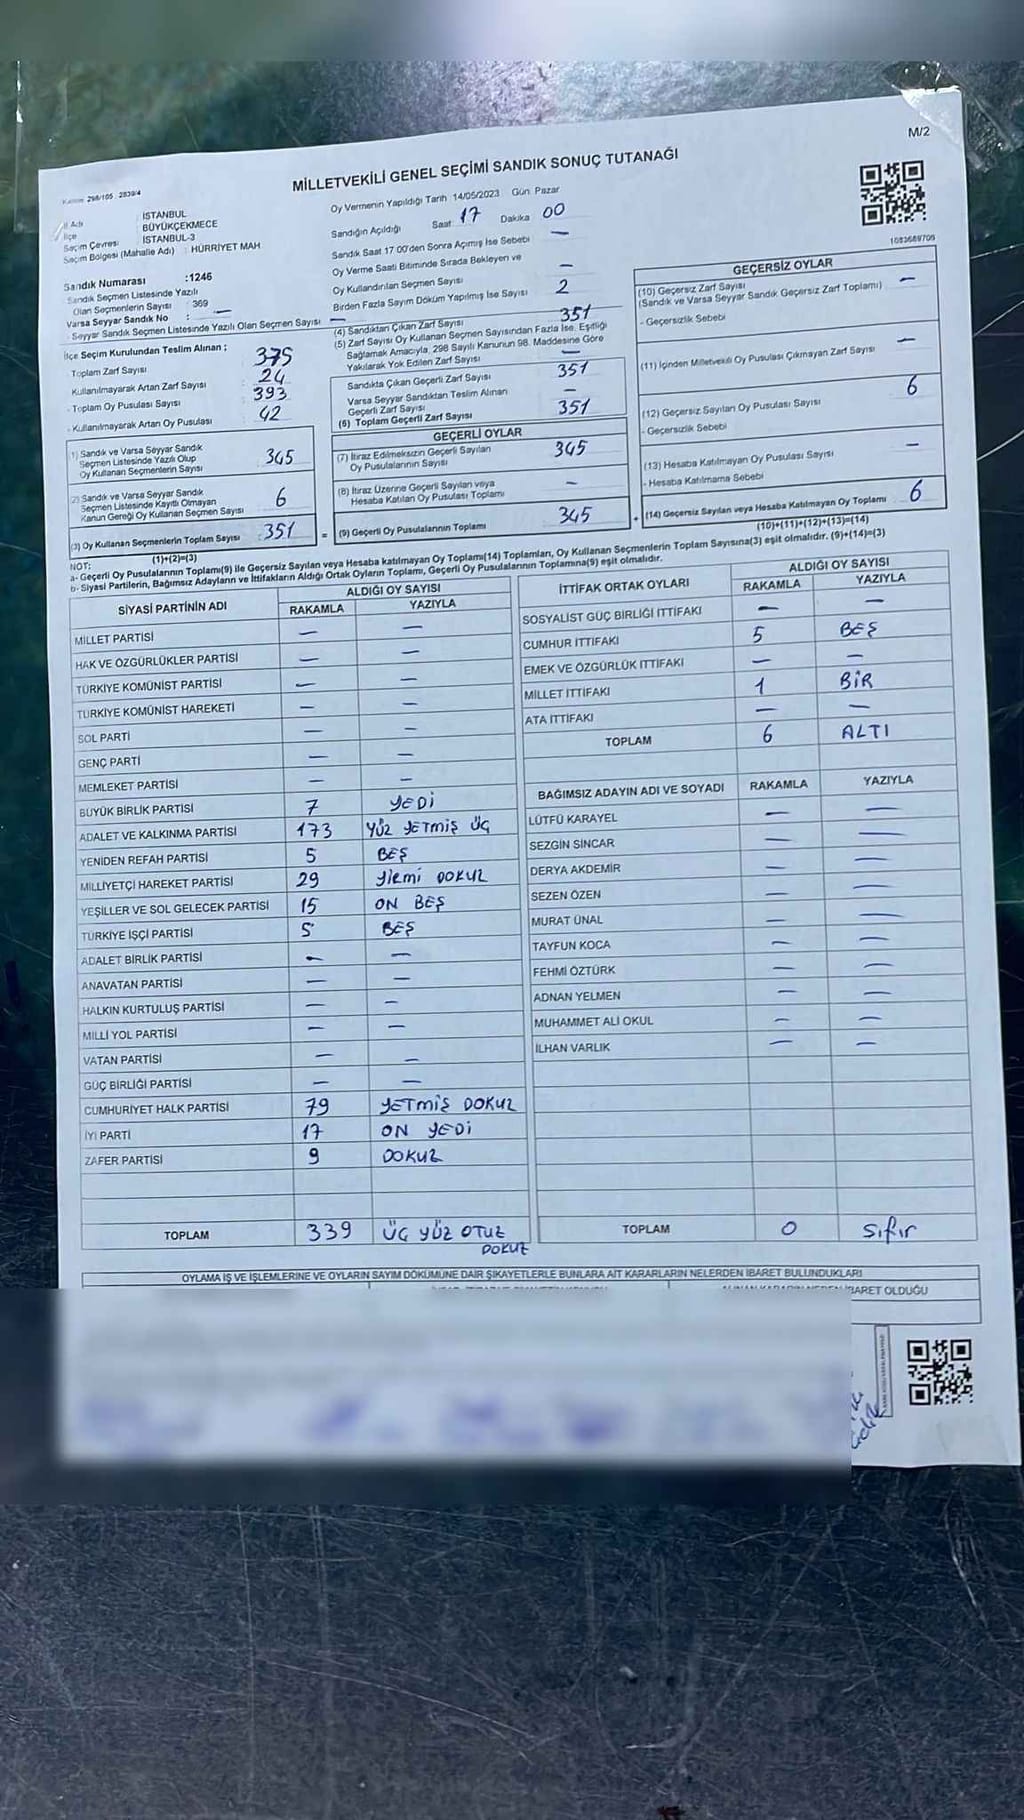 M/2
MİLLETVEKİLİ GENEL SEÇİMİ SANDIK SONUÇ TUTANAĞI
298/105 2839/4
İl Adı : İSTANBUL
İlçe : BÜYÜKÇEKMECE
Seçim Çevresi : İSTANBUL-3
Seçim Bölgesi (Mahalle Adı) : HÜRRİYET MAH
Sandık Numarası :1246
Sandık Seçmen Listesinde Yazılı
Olan Seçmenlerin Sayısı : 369
Varsa Seyyar Sandık No : —
- Seyyar Sandık Seçmen Listesinde Yazılı Olan Seçmen Sayısı —
Oy Vermenin Yapıldığı Tarih 14/05/2023 Gün Pazar
Sandığın Açıldığı Saat 17 Dakika 00
Sandık Saat 17 00'den Sonra Açımış İse Sebebi —
Oy Verme Saati Bitiminde Sırada Bekleyen ve
Oy Kullandırılan Seçmen Sayısı —
Birden Fazla Sayım Döküm Yapılmış İse Sayısı 2
1083689706
İlçe Seçim Kurulundan Teslim Alınan ;
Toplam Zarf Sayısı 375
Kullanılmayarak Artan Zarf Sayısı 24
- Toplam Oy Pusulası Sayısı 393
- Kullanılmayarak Artan Oy Pusulası 42
(4) Sandıktan Çıkan Zarf Sayısı 351
(5) Zarf Sayısı Oy Kullanan Seçmen Sayısından Fazla İse, Eşitliği
Sağlamak Amacıyla, 298 Sayılı Kanunun 98. Maddesine Göre
Yakılarak Yok Edilen Zarf Sayısı —
Sandıkta Çıkan Geçerli Zarf Sayısı 351
Varsa Seyyar Sandıktan Teslim Alınan
Geçerli Zarf Sayısı —
(6) Toplam Geçerli Zarf Sayısı 351
GEÇERSİZ OYLAR
(10) Geçersiz Zarf Sayısı
(Sandık ve Varsa Seyyar Sandık Geçersiz Zarf Toplamı) —
- Geçersizlik Sebebi
(11) İçinden Milletvekili Oy Pusulası Çıkmayan Zarf Sayısı —
(12) Geçersiz Sayılan Oy Pusulası Sayısı 6
- Geçersizlik Sebebi
(13) Hesaba Katılmayan Oy Pusulası Sayısı —
- Hesaba Katılmama Sebebi
(14) Geçersiz Sayılan veya Hesaba Katılmayan Oy Toplamı 6
(10)+(11)+(12)+(13)=(14)
1) Sandık ve Varsa Seyyar Sandık
Seçmen Listesinde Yazılı Olup
Oy Kullanan Seçmenlerin Sayısı 345
2) Sandık ve Varsa Seyyar Sandık
Seçmen Listesinde Kayıtlı Olmayan
Kanun Gereği Oy Kullanan Seçmen Sayısı 6
(3) Oy Kullanan Seçmenlerin Toplam Sayısı 351
(1)+(2)=(3)
GEÇERLİ OYLAR
(7) İtiraz Edilmeksizin Geçerli Sayılan
Oy Pusulalarının Sayısı 345
(8) İtiraz Üzerine Geçerli Sayılan veya
Hesaba Katılan Oy Pusulası Toplamı —
= (9) Geçerli Oy Pusulalarının Toplamı 345 +
NOT:
a- Geçerli Oy Pusulalarının Toplamı(9) ile Geçersiz Sayılan veya Hesaba katılmayan Oy Toplamı(14) Toplamları, Oy Kullanan Seçmenlerin Toplam Sayısına(3) eşit olmalıdır. (9)+(14)=(3)
b- Siyasi Partilerin, Bağımsız Adayların ve İttifakların Aldığı Ortak Oyların Toplamı, Geçerli Oy Pusulalarının Toplamına(9) eşit olmalıdır.
SİYASİ PARTİNİN ADI ALDIĞI OY SAYISI
RAKAMLA YAZIYLA
MİLLET PARTİSİ — —
HAK VE ÖZGÜRLÜKLER PARTİSİ — —
TÜRKİYE KOMÜNİST PARTİSİ — —
TÜRKİYE KOMÜNİST HAREKETİ — —
SOL PARTİ — —
GENÇ PARTİ — —
MEMLEKET PARTİSİ — —
BÜYÜK BİRLİK PARTİSİ 7 YEDİ
ADALET VE KALKINMA PARTİSİ 173 YÜZ YETMİŞ ÜÇ
YENİDEN REFAH PARTİSİ 5 BEŞ
MİLLİYETÇİ HAREKET PARTİSİ 29 YİRMİ DOKUZ
YEŞİLLER VE SOL GELECEK PARTİSİ 15 ON BEŞ
TÜRKİYE İŞÇİ PARTİSİ 5 BEŞ
ADALET BİRLİK PARTİSİ — —
ANAVATAN PARTİSİ — —
HALKIN KURTULUŞ PARTİSİ — —
MİLLİ YOL PARTİSİ — —
VATAN PARTİSİ — —
GÜÇ BİRLİĞİ PARTİSİ — —
CUMHURİYET HALK PARTİSİ 79 YETMİŞ DOKUZ
İYİ PARTİ 17 ON YEDİ
ZAFER PARTİSİ 9 DOKUZ
TOPLAM 339 ÜÇ YÜZ OTUZ
DOKUZ
İTTİFAK ORTAK OYLARI ALDIĞI OY SAYISI
RAKAMLA YAZIYLA
SOSYALİST GÜÇ BİRLİĞİ İTTİFAKI — —
CUMHUR İTTİFAKI 5 BEŞ
EMEK VE ÖZGÜRLÜK İTTİFAKI — —
MİLLET İTTİFAKI 1 BİR
ATA İTTİFAKI — —
TOPLAM 6 ALTI
BAĞIMSIZ ADAYIN ADI VE SOYADI RAKAMLA YAZIYLA
LÜTFÜ KARAYEL — —
SEZGİN SİNCAR — —
DERYA AKDEMİR — —
SEZEN ÖZEN — —
MURAT ÜNAL — —
TAYFUN KOCA — —
FEHMİ ÖZTÜRK — —
ADNAN YELMEN — —
MUHAMMET ALİ OKUL — —
İLHAN VARLIK — —
TOPLAM 0 Sıfır
OYLAMA İŞ VE İŞLEMLERİNE VE OYLARIN SAYIM DÖKÜMÜNE DAİR ŞİKAYETLERLE BUNLARA AİT KARARLARIN NELERDEN İBARET BULUNDUKLARI
İBARET OLDUĞU